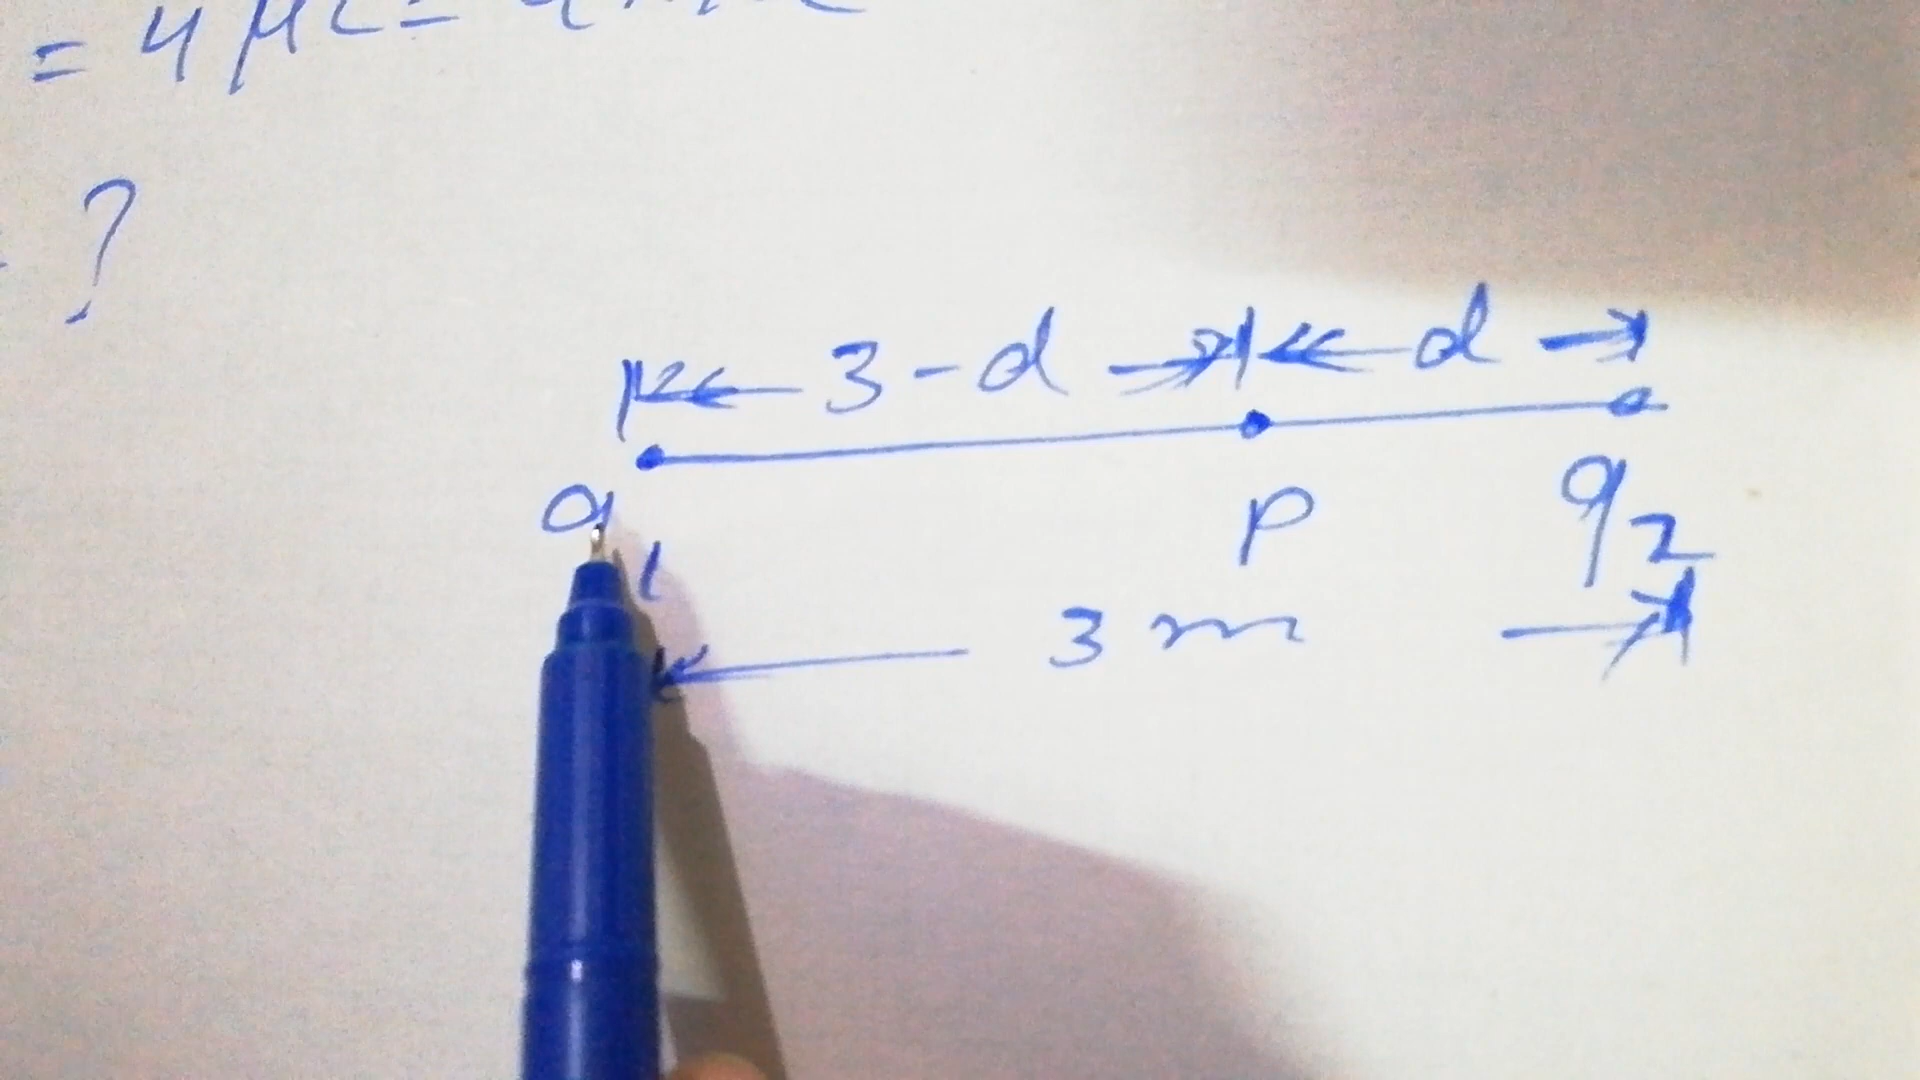 = 4 μC =
?
3 - d d
q1 P q2
3 m